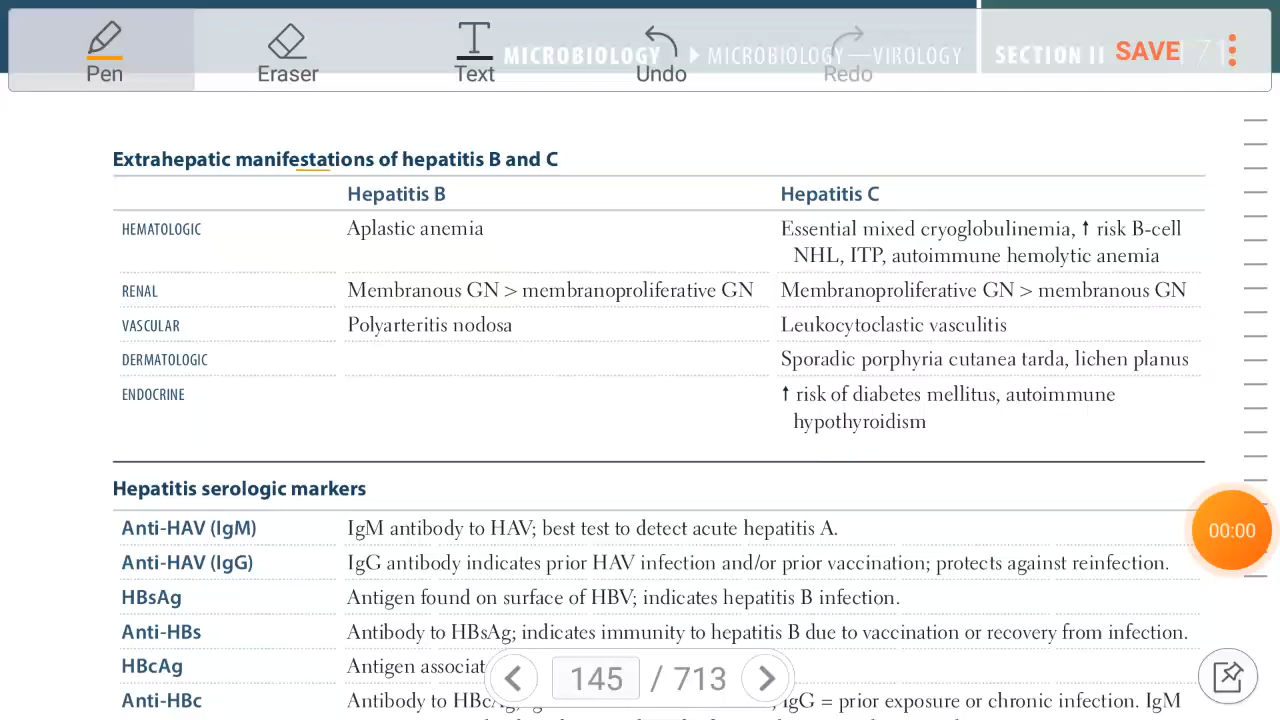 MICROBIOLOGY ▶ MICROBIOLOGY—VIROLOGY SECTION II 171
Pen Eraser Text Undo Redo SAVE
Extrahepatic manifestations of hepatitis B and C
Hepatitis B Hepatitis C
HEMATOLOGIC Aplastic anemia Essential mixed cryoglobulinemia, ↑ risk B-cell
NHL, ITP, autoimmune hemolytic anemia
RENAL Membranous GN > membranoproliferative GN Membranoproliferative GN > membranous GN
VASCULAR Polyarteritis nodosa Leukocytoclastic vasculitis
DERMATOLOGIC Sporadic porphyria cutanea tarda, lichen planus
ENDOCRINE ↑ risk of diabetes mellitus, autoimmune
hypothyroidism
Hepatitis serologic markers
Anti-HAV (IgM) IgM antibody to HAV; best test to detect acute hepatitis A.
00:00
Anti-HAV (IgG) IgG antibody indicates prior HAV infection and/or prior vaccination; protects against reinfection.
HBsAg Antigen found on surface of HBV; indicates hepatitis B infection.
Anti-HBs Antibody to HBsAg; indicates immunity to hepatitis B due to vaccination or recovery from infection.
HBcAg Antigen
145 / 713
Anti-HBc Antibody to IgG = prior exposure or chronic infection. IgM